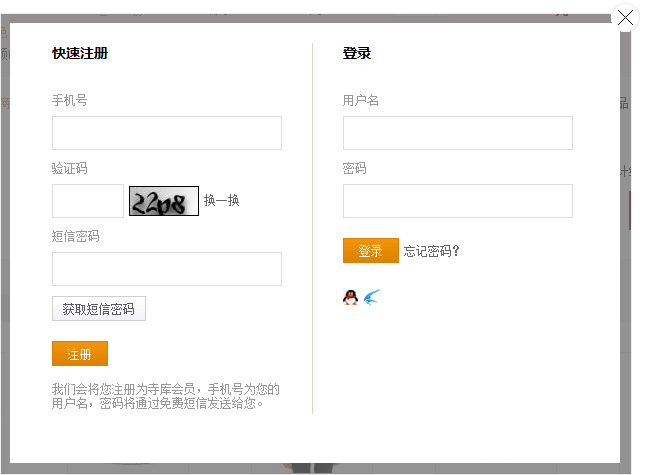 快速注册
手机号
验证码
22p8 换一换
短信密码
获取短信密码
注册
我们会将您注册为寺库会员，手机号为您的
用户名，密码将通过免费短信发送给您。
登录
用户名
密码
登录 忘记密码?
品